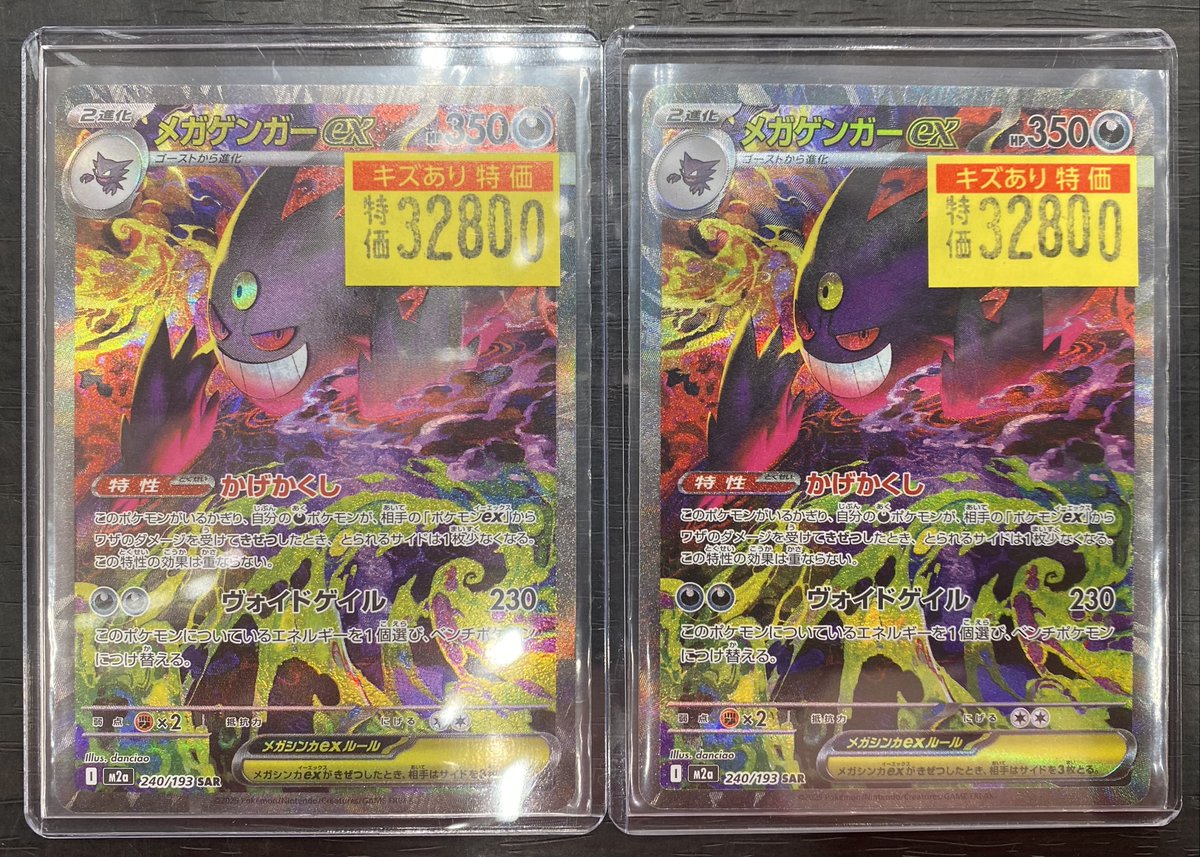 2進化
メガゲンガーex
HP350
ゴーストから進化
キズあり特価
特価 32800
特性
とくせい
かげかくし
このポケモンがいるかぎり、自分のポケモンが、相手の「ポケモンex」から
ワザのダメージを受けてきぜつしたとき、とられるサイドは1枚少なくなる。
この特性の効果は重ならない。
ヴォイドゲイル 230
このポケモンについているエネルギーを1個選び、ベンチポケモン
につけ替える。
弱点 ×2 抵抗力 にげる
メガシンカexルール
Illus. danciao
メガシンカexがきぜつしたとき、相手はサイドを
I M2a 240/193 SAR
Pokémon/Nintendo/Creatures/GAME FREAK
2進化
メガゲンガーex
HP350
ゴーストから進化
キズあり特価
特価 32800
特性
とくせい
かげかくし
このポケモンがいるかぎり、自分のポケモンが、相手の「ポケモンex」から
ワザのダメージを受けてきぜつしたとき、とられるサイドは1枚少なくなる。
この特性の効果は重ならない。
ヴォイドゲイル 230
このポケモンについているエネルギーを1個選び、ベンチポケモン
につけ替える。
弱点 ×2 抵抗力 にげる
メガシンカexルール
Illus. danciao
メガシンカexがきぜつしたとき、相手はサイドを3枚とる。
I M2a 240/193 SAR
Pokémon/Nintendo/Creatures/GAME FREAK